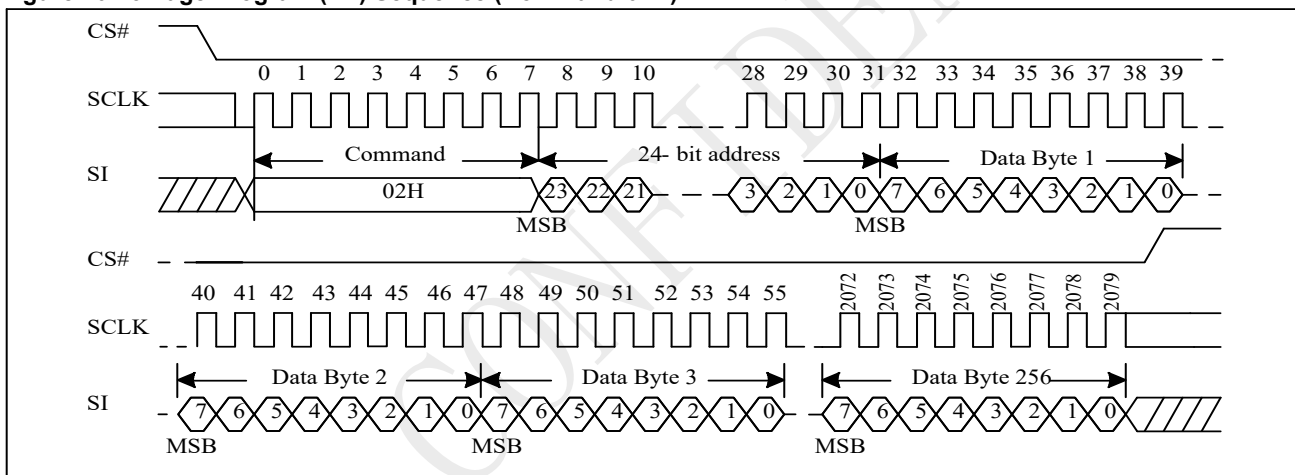 CS#
0 1 2 3 4 5 6 7 8 9 10 28 29 30 31 32 33 34 35 36 37 38 39
SCLK
Command 24- bit address Data Byte 1
SI
02H 23 22 21 3 2 1 0 7 6 5 4 3 2 1 0
MSB MSB
CS#
40 41 42 43 44 45 46 47 48 49 50 51 52 53 54 55 2072 2073 2074 2075 2076 2077 2078 2079
SCLK
Data Byte 2 Data Byte 3 Data Byte 256
SI
7 6 5 4 3 2 1 0 7 6 5 4 3 2 1 0 7 6 5 4 3 2 1 0
MSB MSB MSB